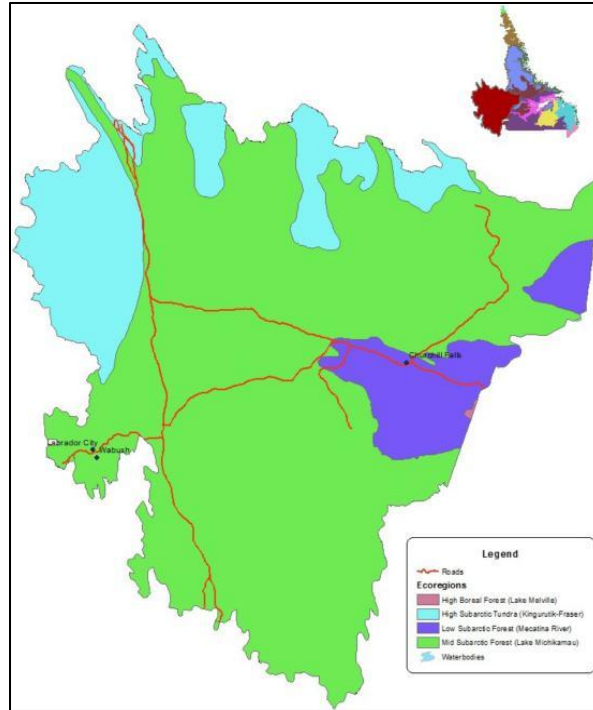 Churchill Falls
Labrador City
Wabush
Legend
Roads
Ecoregions
High Boreal Forest (Lake Melville)
High Subarctic Tundra (Kingurutik-Fraser)
Low Subarctic Forest (Mecatina River)
Mid Subarctic Forest (Lake Michikamau)
Waterbodies